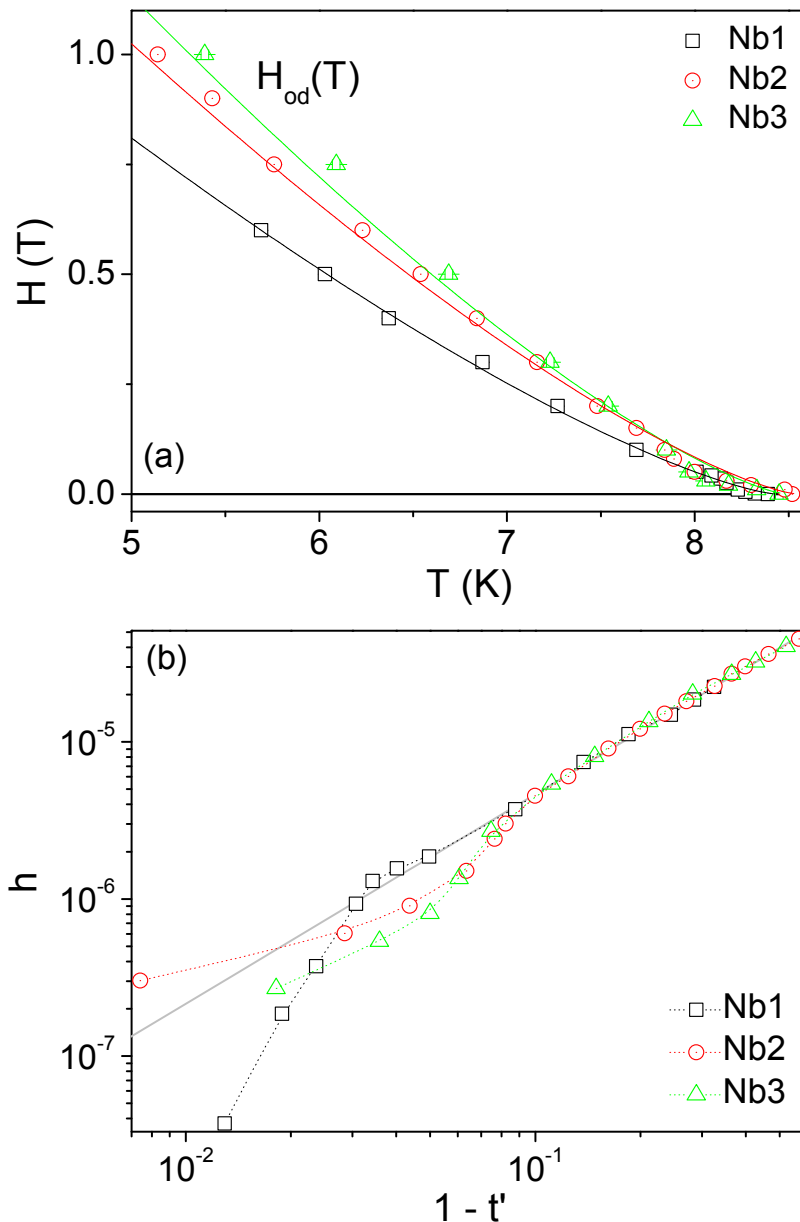 1.0
0.5
0.0
H (T)
H_od(T)
Nb1
Nb2
Nb3
(a)
5 6 7 8
T (K)
(b)
10^-5
10^-6
10^-7
h
Nb1
Nb2
Nb3
10^-2 10^-1
1 - t'